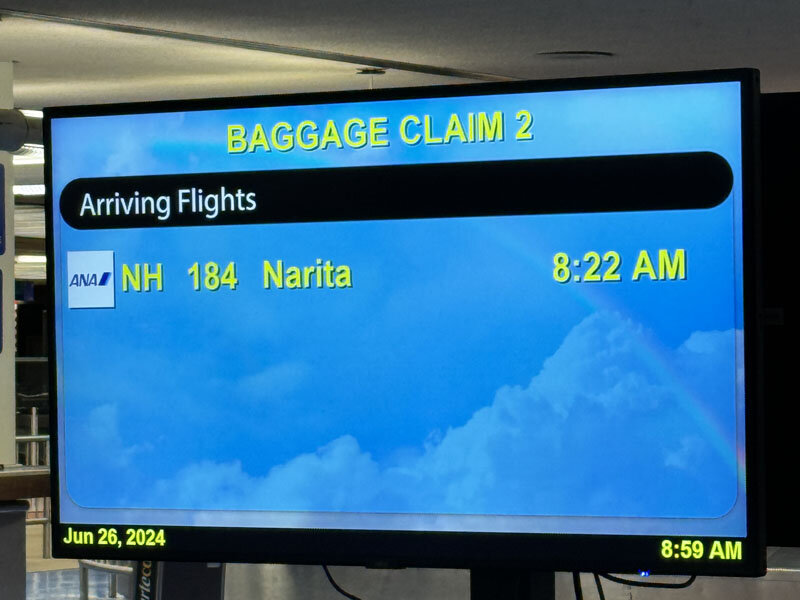 BAGGAGE CLAIM 2
Arriving Flights
ANA NH 184 Narita 8:22 AM
Jun 26, 2024 8:59 AM